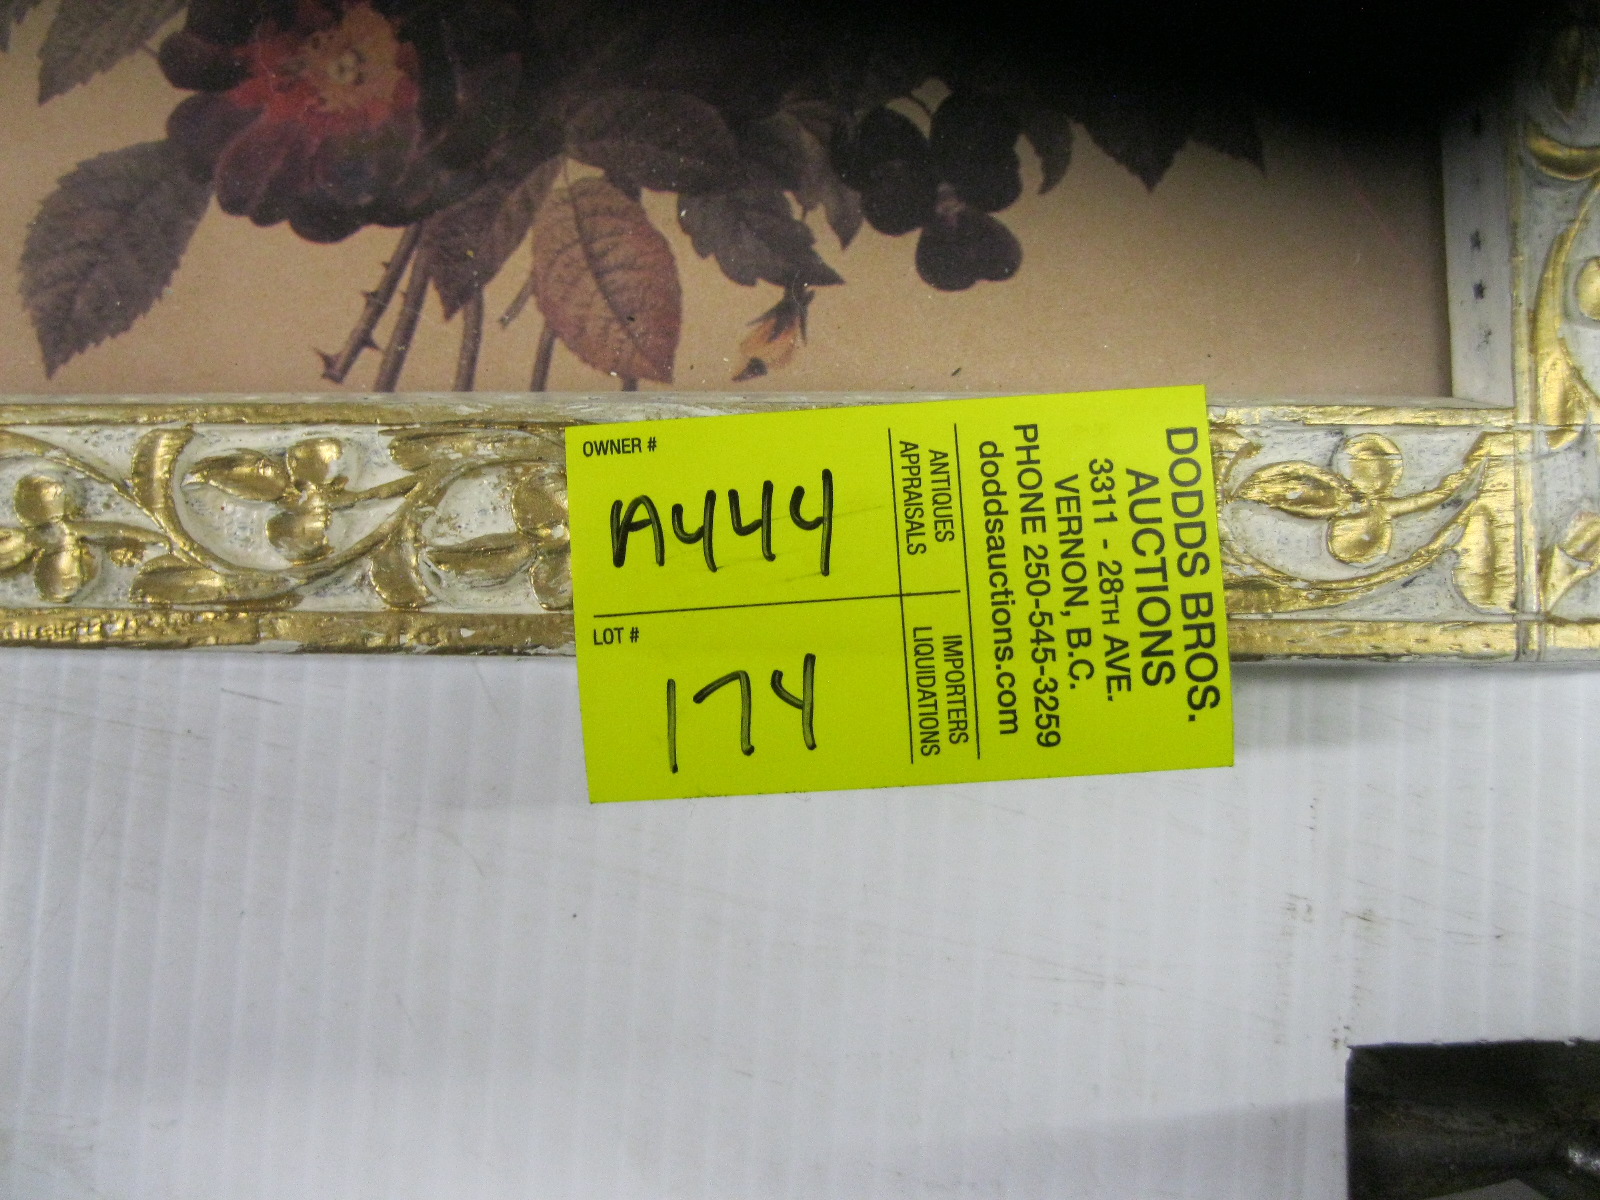 OWNER #
A444
LOT #
174
ANTIQUES
APPRAISALS
IMPORTERS
LIQUIDATIONS
DODDS BROS.
AUCTIONS
3311 - 28TH AVE.
VERNON, B.C.
PHONE 250-545-3259
doddsauctions.com